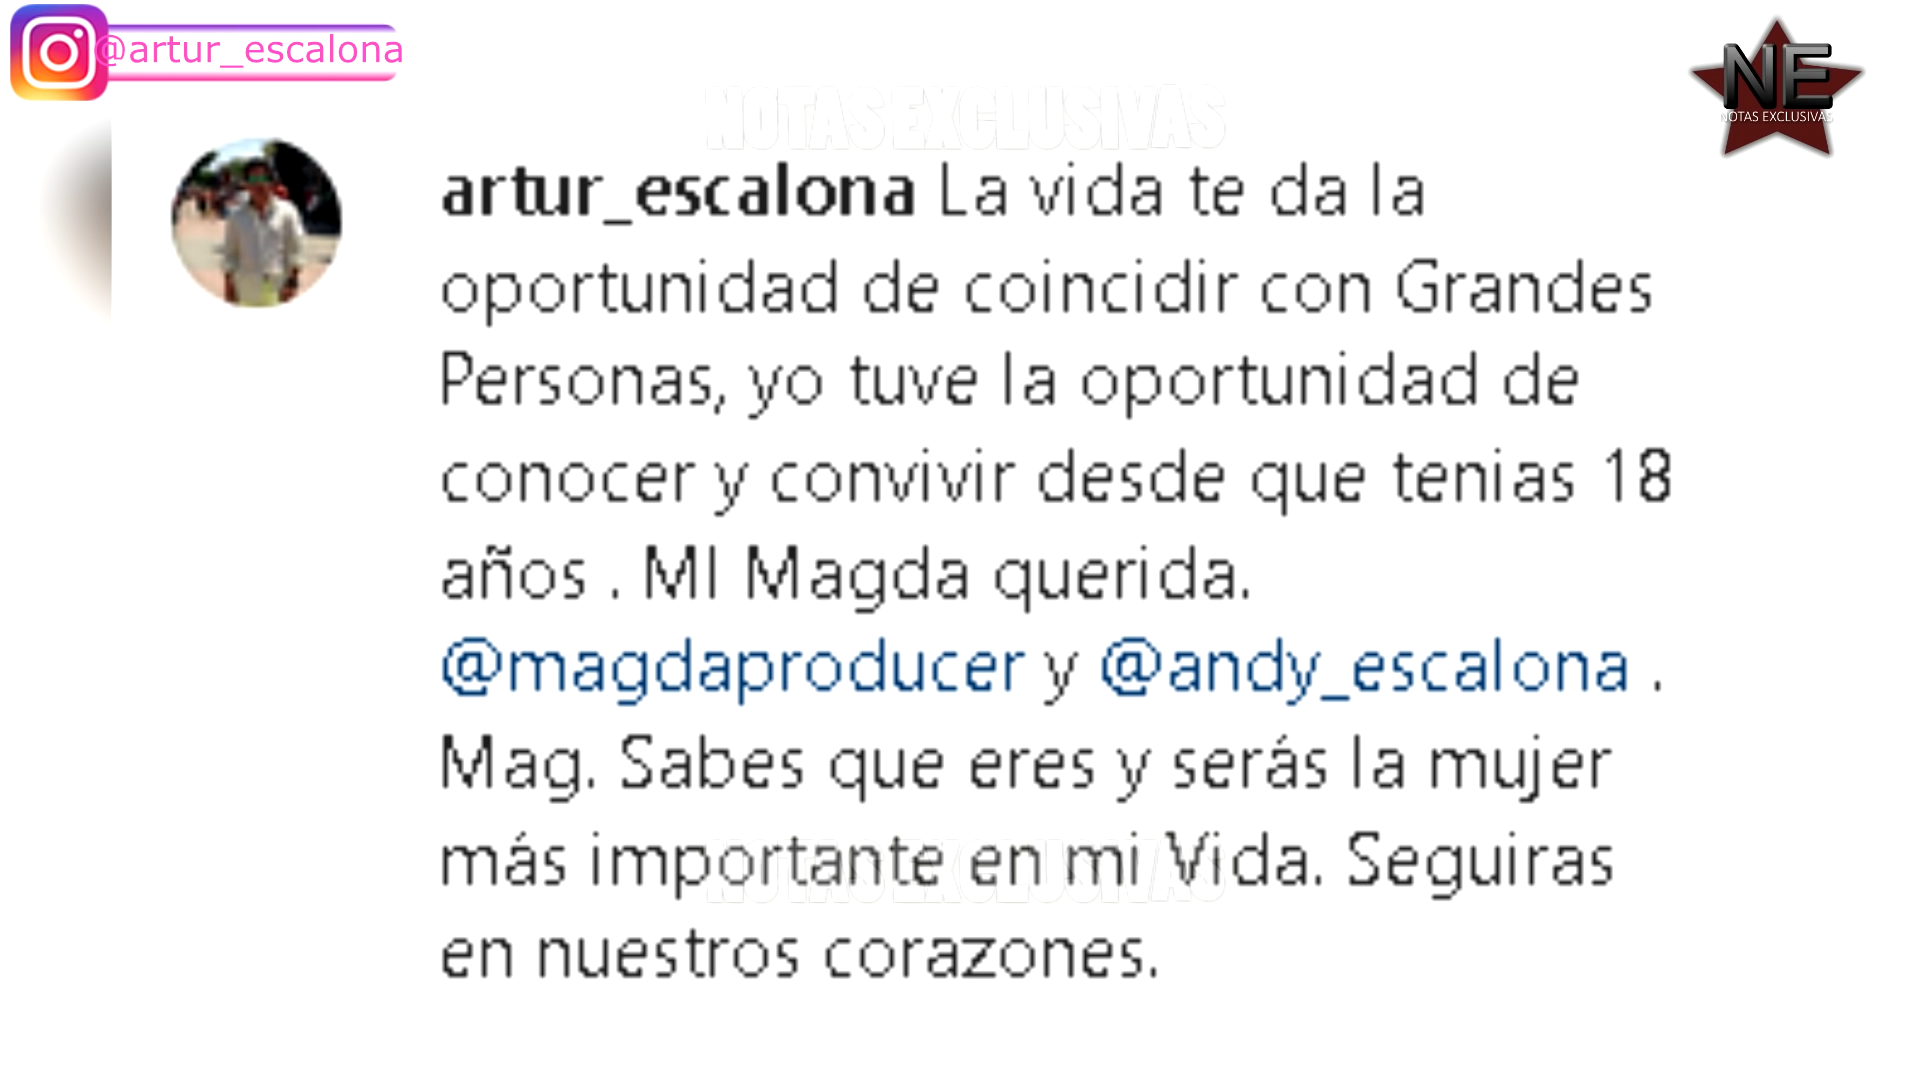 @artur_escalona
NE
NOTAS EXCLUSIVAS
NOTAS EXCLUSIVAS
artur_escalona La vida te da la
oportunidad de coincidir con Grandes
Personas, yo tuve la oportunidad de
conocer y convivir desde que tenias 18
años . MI Magda querida.
@magdaproducer y @andy_escalona .
Mag. Sabes que eres y serás la mujer
más importante en mi Vida. Seguiras
NOTAS EXCLUSIVAS
en nuestros corazones.